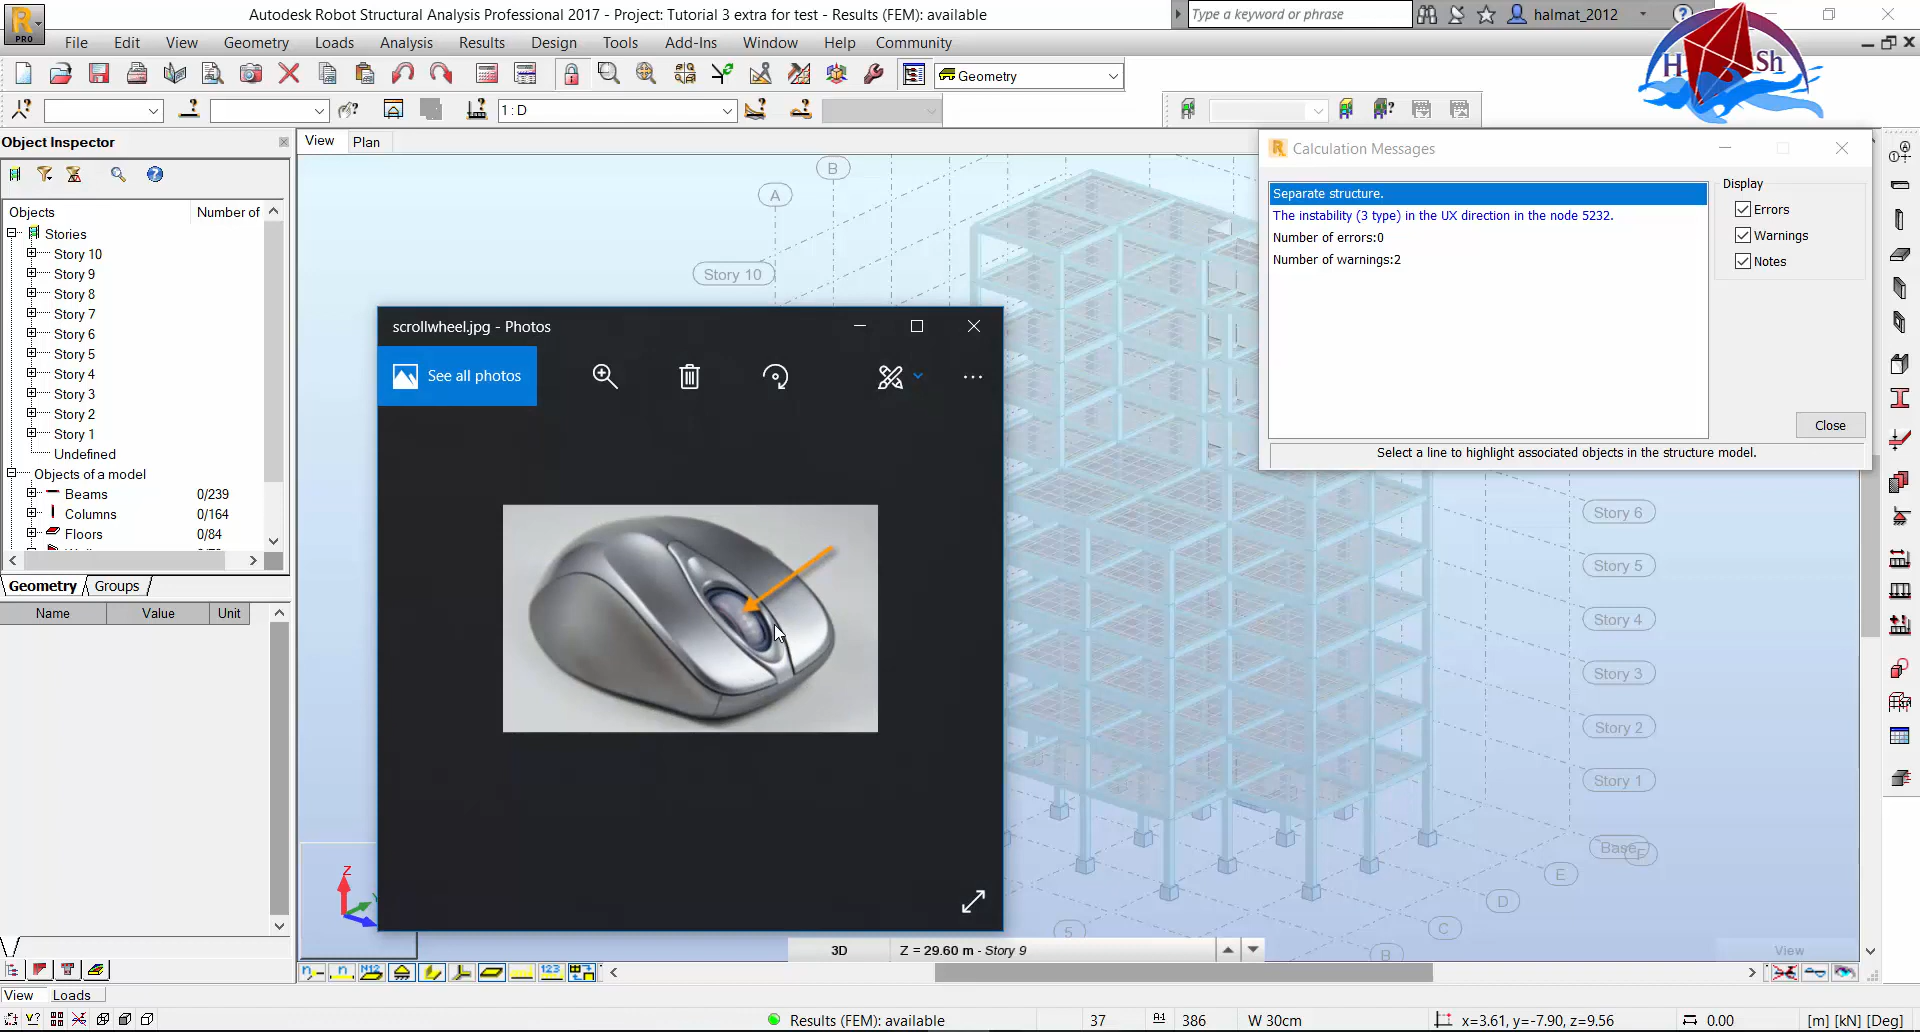 Autodesk Robot Structural Analysis Professional 2017 - Project: Tutorial 3 extra for test - Results (FEM): available
Type a keyword or phrase
halmat_2012
PRO
File Edit View Geometry Loads Analysis Results Design Tools Add-Ins Window Help Community
H Sh
Geometry
1 : D
Object Inspector
View Plan
Objects Number of
Stories
Story 10
Story 9
Story 8
Story 7
Story 6
Story 5
Story 4
Story 3
Story 2
Story 1
Undefined
Objects of a model
Beams 0/239
Columns 0/164
Floors 0/84
Geometry Groups
Name Value Unit
A
B
Story 10
scrollwheel.jpg - Photos
See all photos
Calculation Messages
Separate structure.
The instability (3 type) in the UX direction in the node 5232.
Number of errors:0
Number of warnings:2
Display
Errors
Warnings
Notes
Close
Select a line to highlight associated objects in the structure model.
Story 6
Story 5
Story 4
Story 3
Story 2
Story 1
Base
F
E
D
C
B
5
Z
3D
Z = 29.60 m - Story 9
View
View Loads
Results (FEM): available
37
386
W 30cm
x=3.61, y=-7.90, z=9.56
0.00
[m] [kN] [Deg]